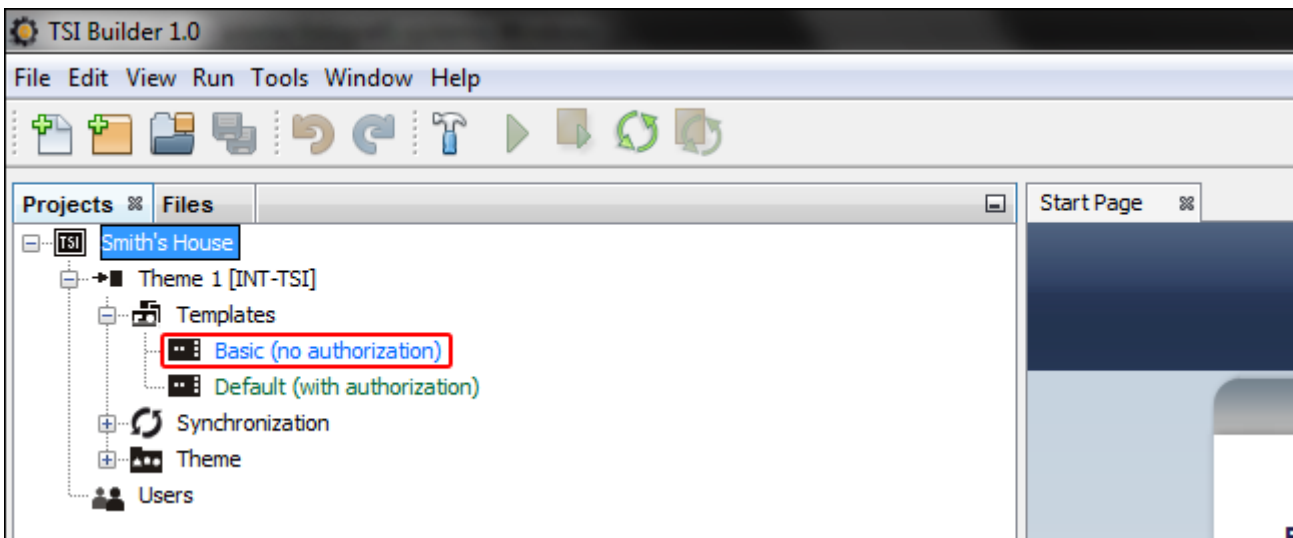 TSI Builder 1.0
File Edit View Run Tools Window Help
Projects Files
Start Page
TSI Smith's House
Theme 1 [INT-TSI]
Templates
Basic (no authorization)
Default (with authorization)
Synchronization
Theme
Users